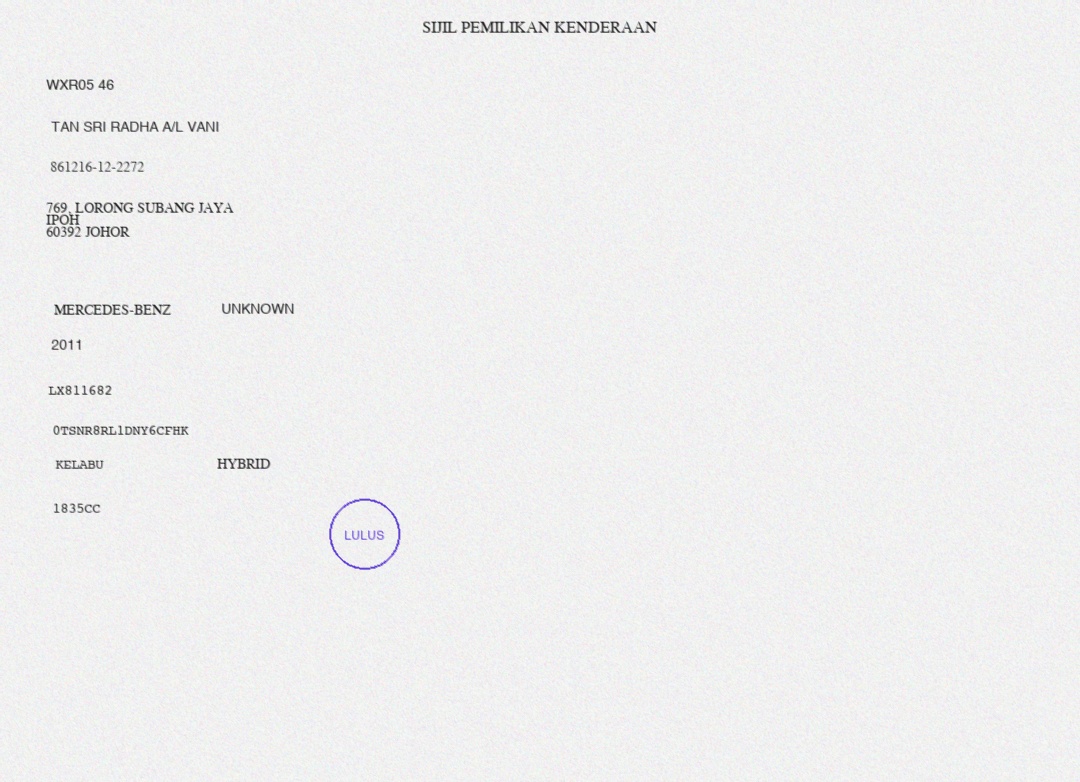 SIJIL PEMILIKAN KENDERAAN
WXR05 46
TAN SRI RADHA A/L VANI
861216-12-2272
769, LORONG SUBANG JAYA
IPOH
60392 JOHOR
MERCEDES-BENZ UNKNOWN
2011
LX811682
0TSNR8RL1DNY6CFHK
KELABU HYBRID
1835CC
LULUS